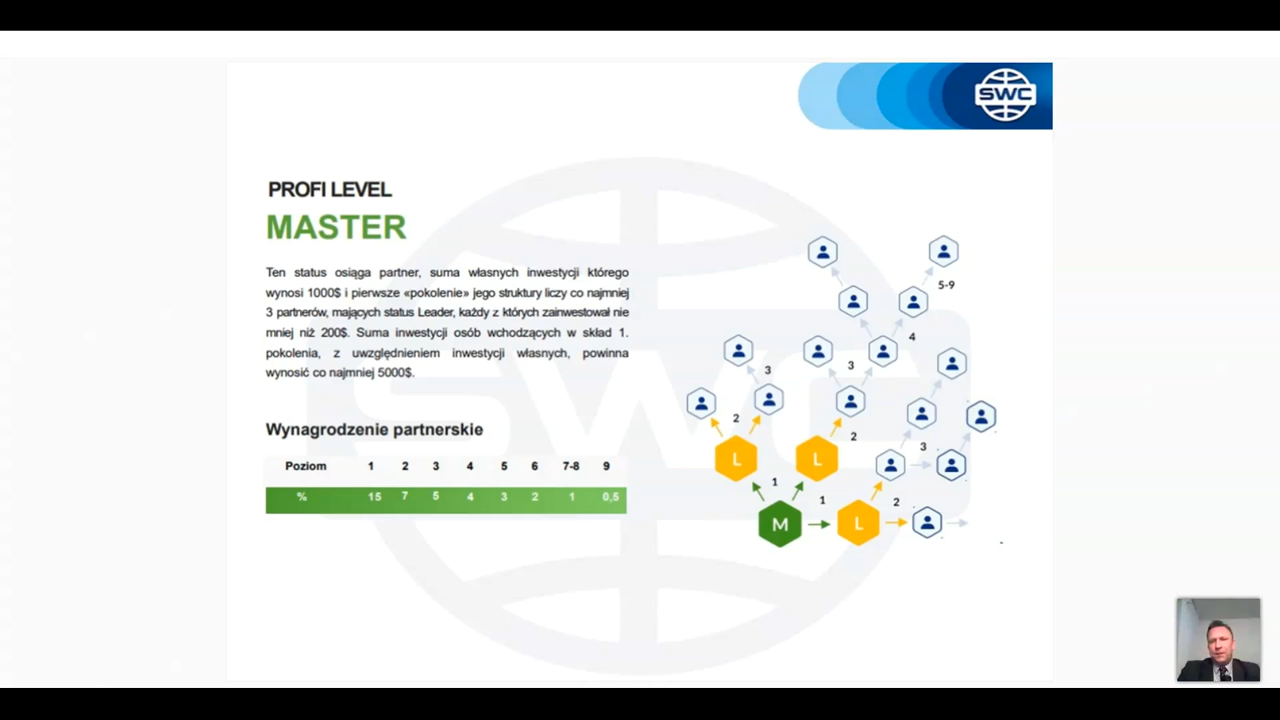 SWC
PROFI LEVEL
MASTER
Ten status osiąga partner, suma własnych inwestycji którego
wynosi 1000$ i pierwsze «pokolenie» jego struktury liczy co najmniej
3 partnerów, mających status Leader, każdy z których zainwestował nie
mniej niż 200$. Suma inwestycji osób wchodzących w skład 1.
pokolenia, z uwzględnieniem inwestycji własnych, powinna
wynosić co najmniej 5000$.
Wynagrodzenie partnerskie
Poziom 1 2 3 4 5 6 7-8 9
% 15 7 5 4 3 2 1 0,5
5-9
4
3
3
2
2
3
L
L
1
1
2
M
L
SWC